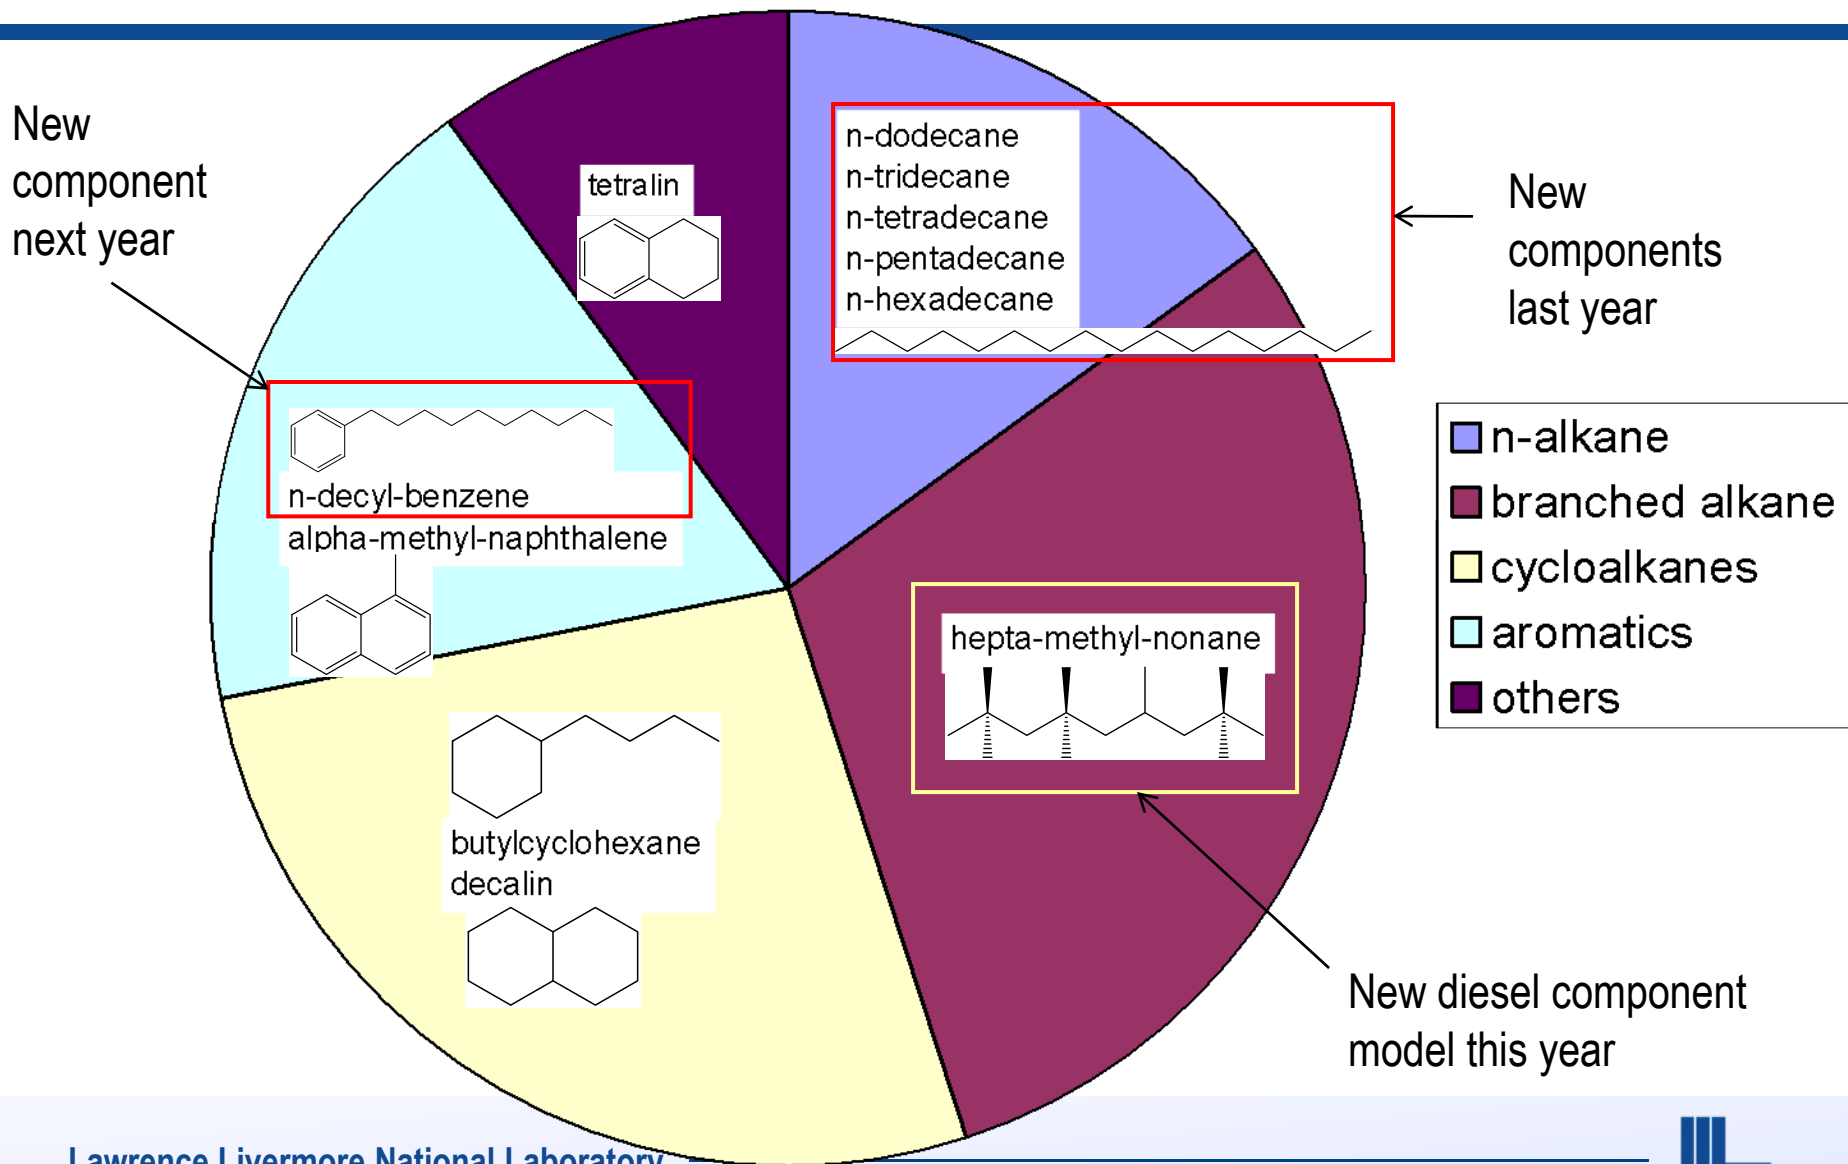 New
component
next year
tetralin
n-dodecane
n-tridecane
n-tetradecane
n-pentadecane
n-hexadecane
New
components
last year
n-decyl-benzene
alpha-methyl-naphthalene
n-alkane
branched alkane
cycloalkanes
aromatics
others
hepta-methyl-nonane
butylcyclohexane
decalin
New diesel component
model this year
Lawrence Livermore National Laboratory